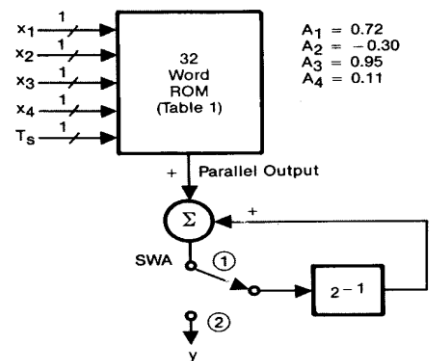 x₁ 1
x₂ 1
x₃ 1
x₄ 1
Tₛ 1
32
Word
ROM
(Table 1)
A₁ = 0.72
A₂ = −0.30
A₃ = 0.95
A₄ = 0.11
+ Parallel Output
Σ
+
SWA
①
2⁻¹
②
y